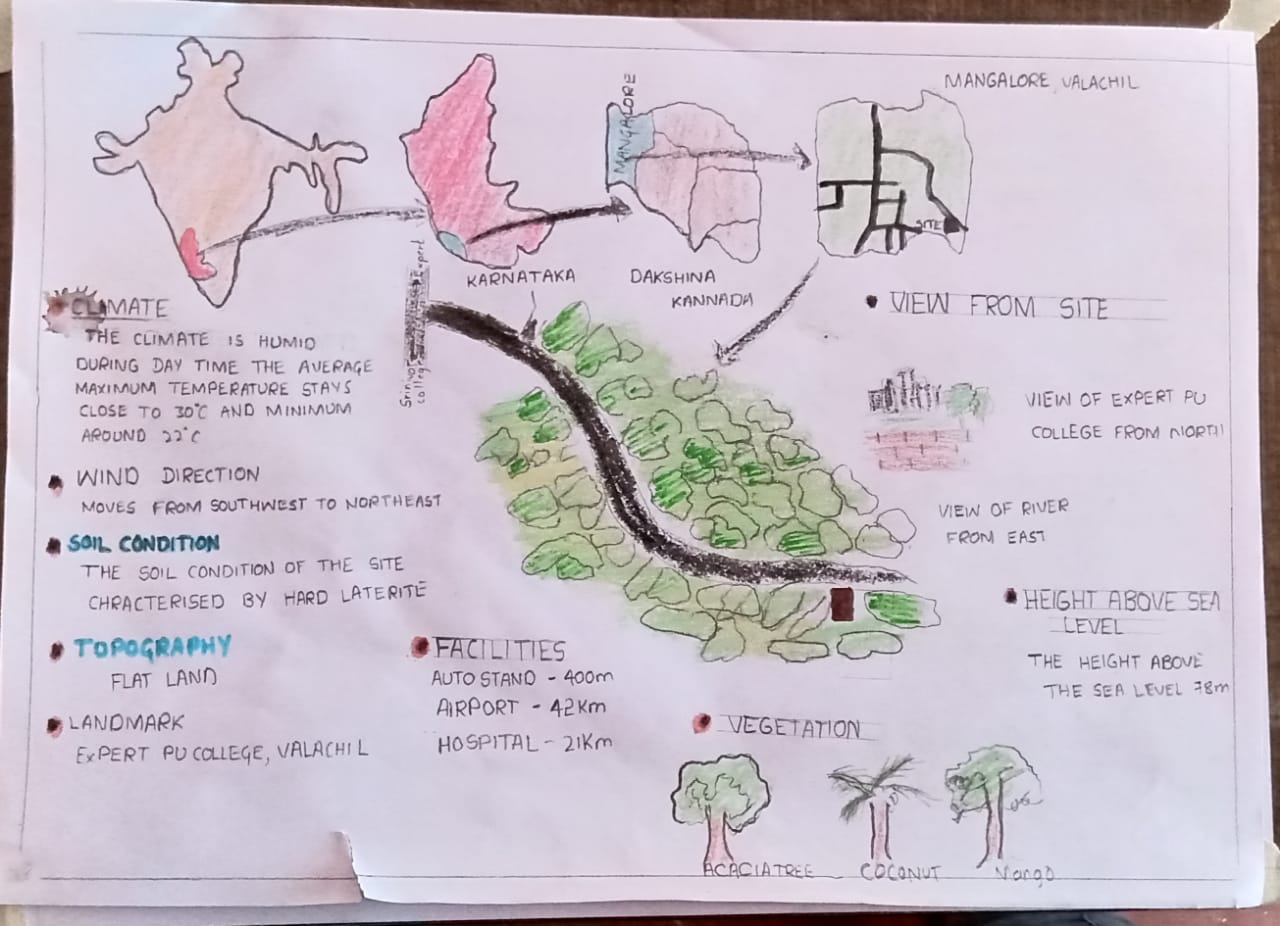 MANGALORE, VALACHIL
MANGALORE
SITE
KARNATAKA
DAKSHINA
KANNADA
Expert
college
CLIMATE
THE CLIMATE IS HUMID
DURING DAY TIME THE AVERAGE
MAXIMUM TEMPERATURE STAYS
CLOSE TO 30°C AND MINIMUM
AROUND 22°C
WIND DIRECTION
MOVES FROM SOUTHWEST TO NORTHEAST
SOIL CONDITION
THE SOIL CONDITION OF THE SITE
CHRACTERISED BY HARD LATERITE
TOPOGRAPHY
FLAT LAND
LANDMARK
EXPERT PU COLLEGE, VALACHIL
FACILITIES
AUTO STAND - 400m
AIRPORT - 42Km
HOSPITAL - 21Km
VIEW FROM SITE
VIEW OF EXPERT PU
COLLEGE FROM NORTH
VIEW OF RIVER
FROM EAST
HEIGHT ABOVE SEA
LEVEL
THE HEIGHT ABOVE
THE SEA LEVEL 78m
VEGETATION
ACACIA TREE
COCONUT
Mango